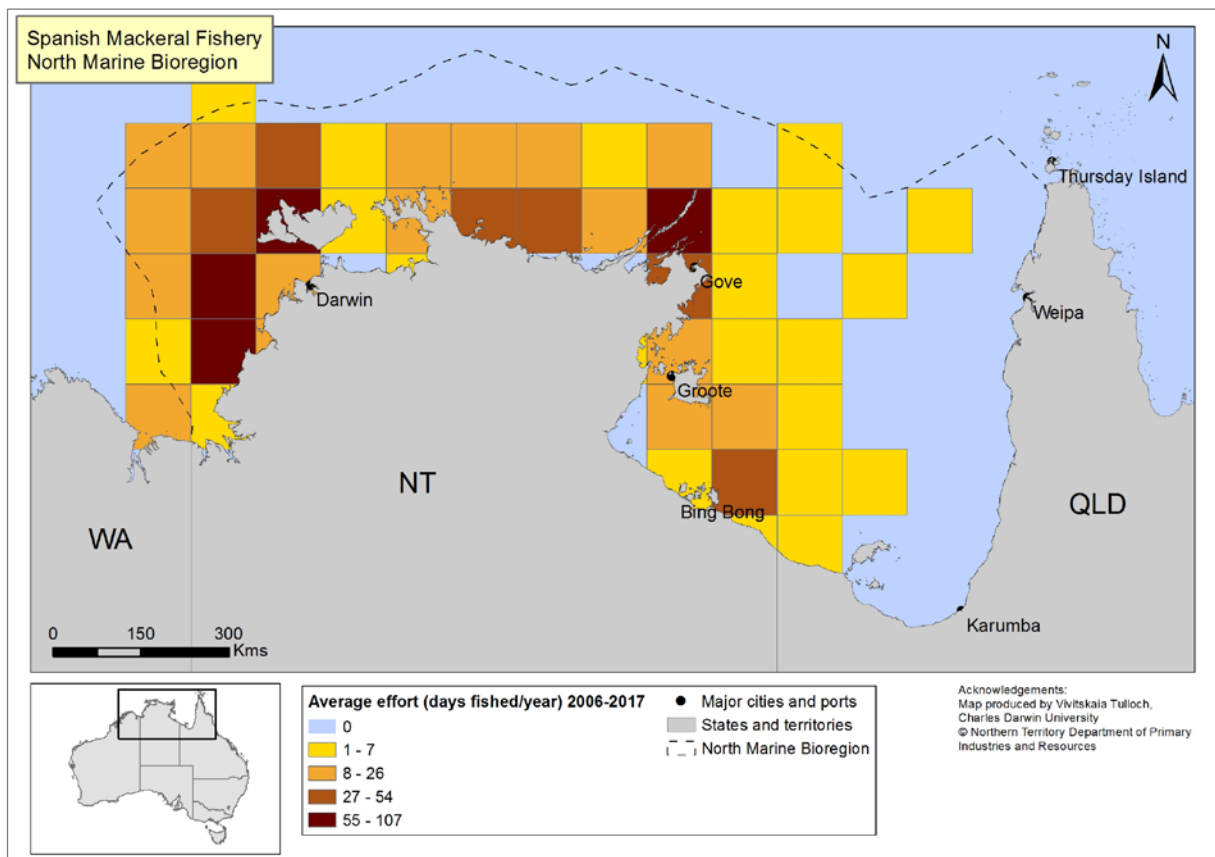 Spanish Mackeral Fishery
North Marine Bioregion
N
Thursday Island
Gove
Darwin
Weipa
Groote
NT
Bing Bong
QLD
WA
Karumba
0 150 300
Kms
Average effort (days fished/year) 2006-2017
0
1 - 7
8 - 26
27 - 54
55 - 107
Major cities and ports
States and territories
North Marine Bioregion
Acknowledgements:
Map produced by Vivitskaia Tulloch,
Charles Darwin University
© Northern Territory Department of Primary
Industries and Resources